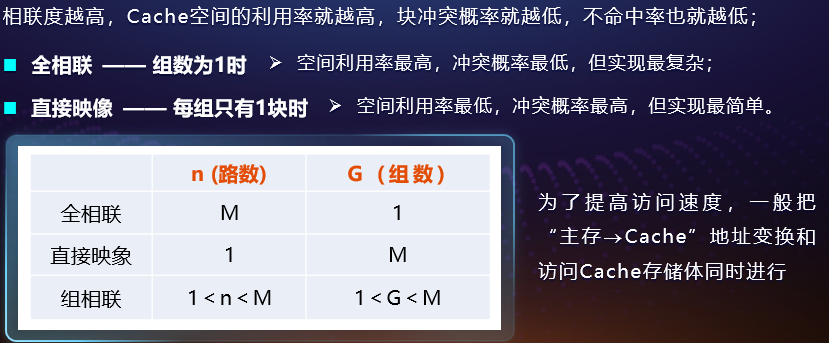 相联度越高，Cache空间的利用率就越高，块冲突概率就越低，不命中率也就越低；
全相联 —— 组数为1时 ➢ 空间利用率最高，冲突概率最低，但实现最复杂；
直接映像 —— 每组只有1块时 ➢ 空间利用率最低，冲突概率最高，但实现最简单。
n (路数) G（组数）
全相联 M 1
直接映象 1 M
组相联 1＜n＜M 1＜G＜M
为了提高访问速度，一般把
“主存→Cache”地址变换和
访问Cache存储体同时进行